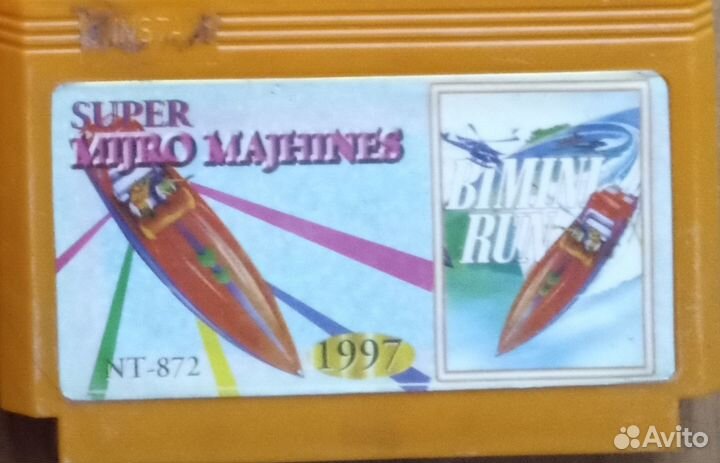 SUPER
MIJRO MAJHINES
BIMINI
RUN
NT-872
1997
Avito